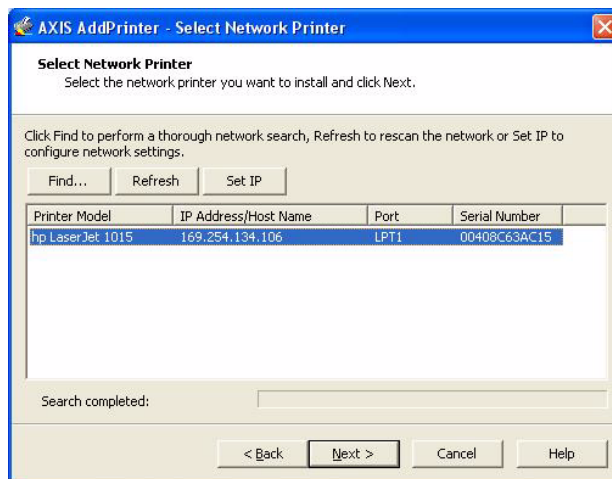 AXIS AddPrinter - Select Network Printer
Select Network Printer
Select the network printer you want to install and click Next.
Click Find to perform a thorough network search, Refresh to rescan the network or Set IP to
configure network settings.
Find... Refresh Set IP
Printer Model IP Address/Host Name Port Serial Number
hp LaserJet 1015 169.254.134.106 LPT1 00408C63AC15
Search completed:
< Back Next > Cancel Help